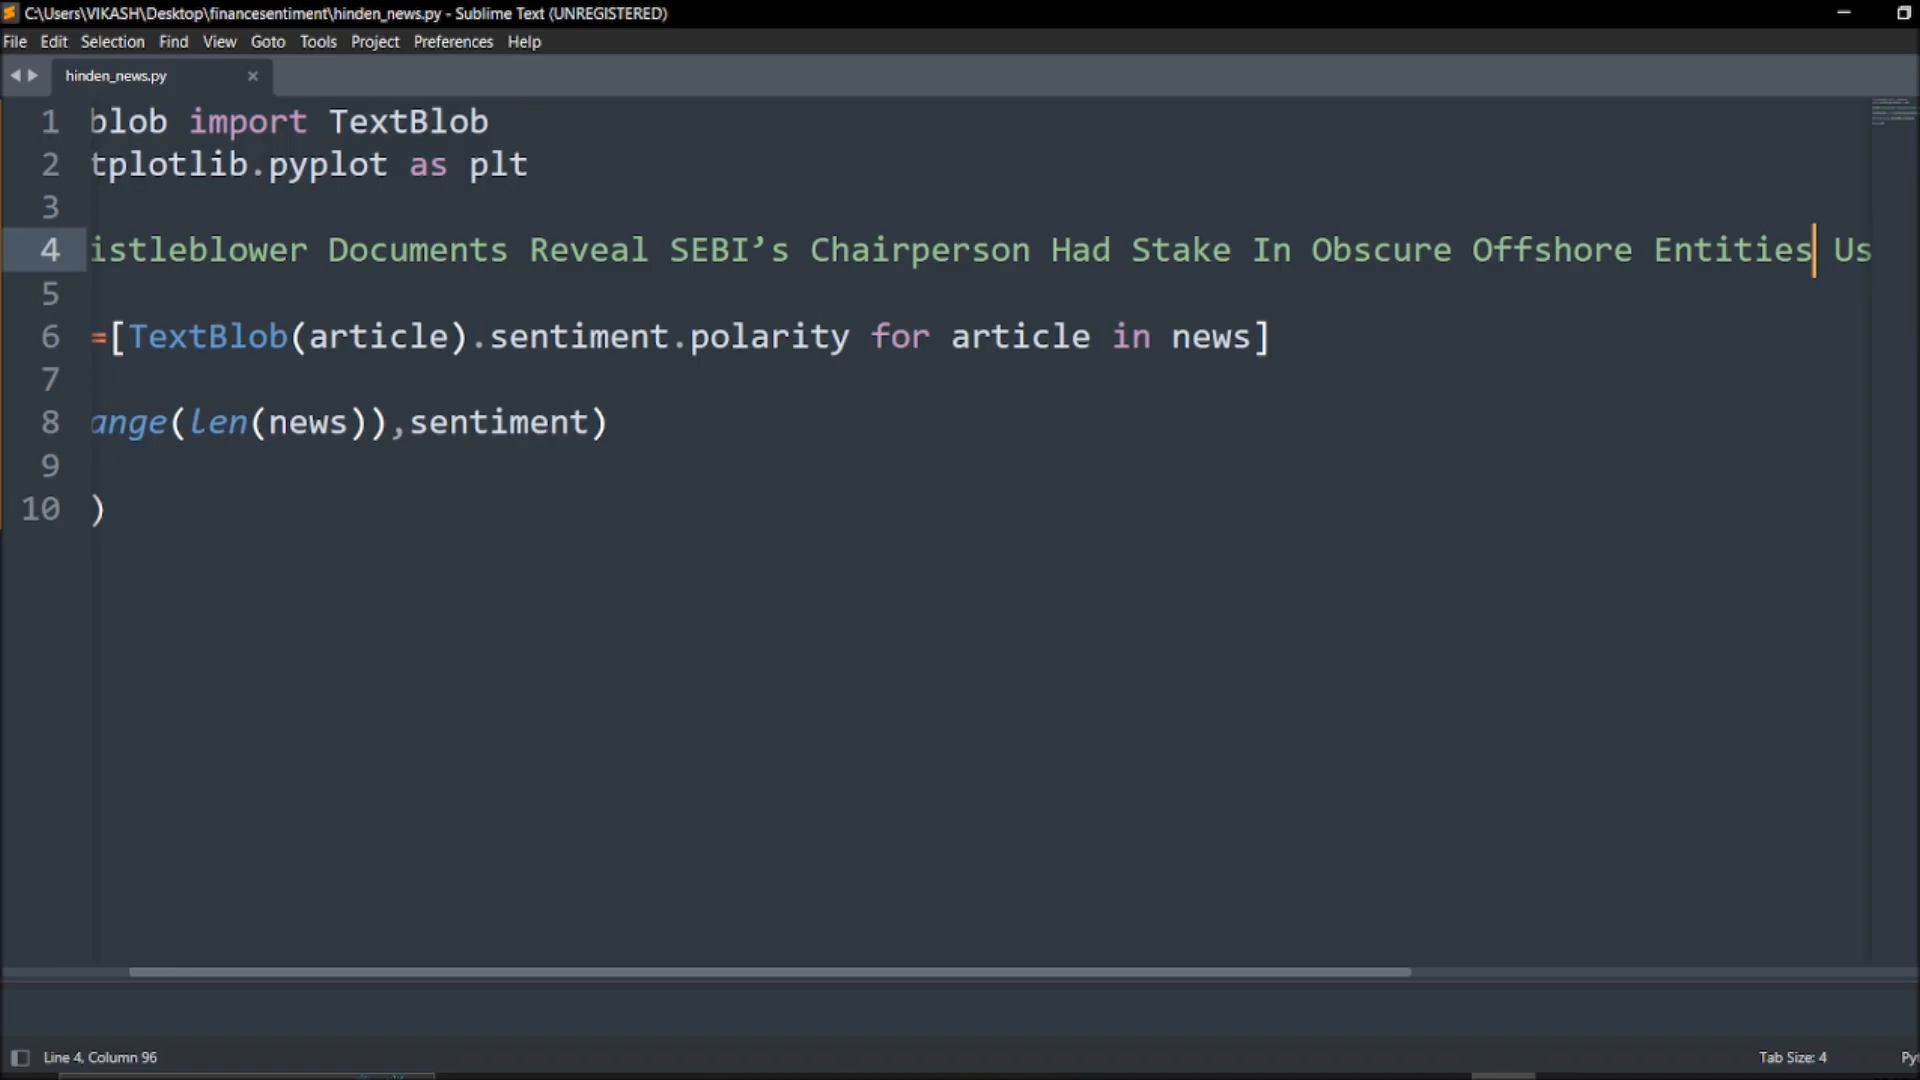 C:\Users\VIKASH\Desktop\financesentiment\hinden_news.py - Sublime Text (UNREGISTERED)
File Edit Selection Find View Goto Tools Project Preferences Help
hinden_news.py
1 blob import TextBlob
2 tplotlib.pyplot as plt
3
4 istleblower Documents Reveal SEBI’s Chairperson Had Stake In Obscure Offshore Entities Us
5
6 =[TextBlob(article).sentiment.polarity for article in news]
7
8 ange(len(news)),sentiment)
9
10 )
Line 4, Column 96 Tab Size: 4 Py